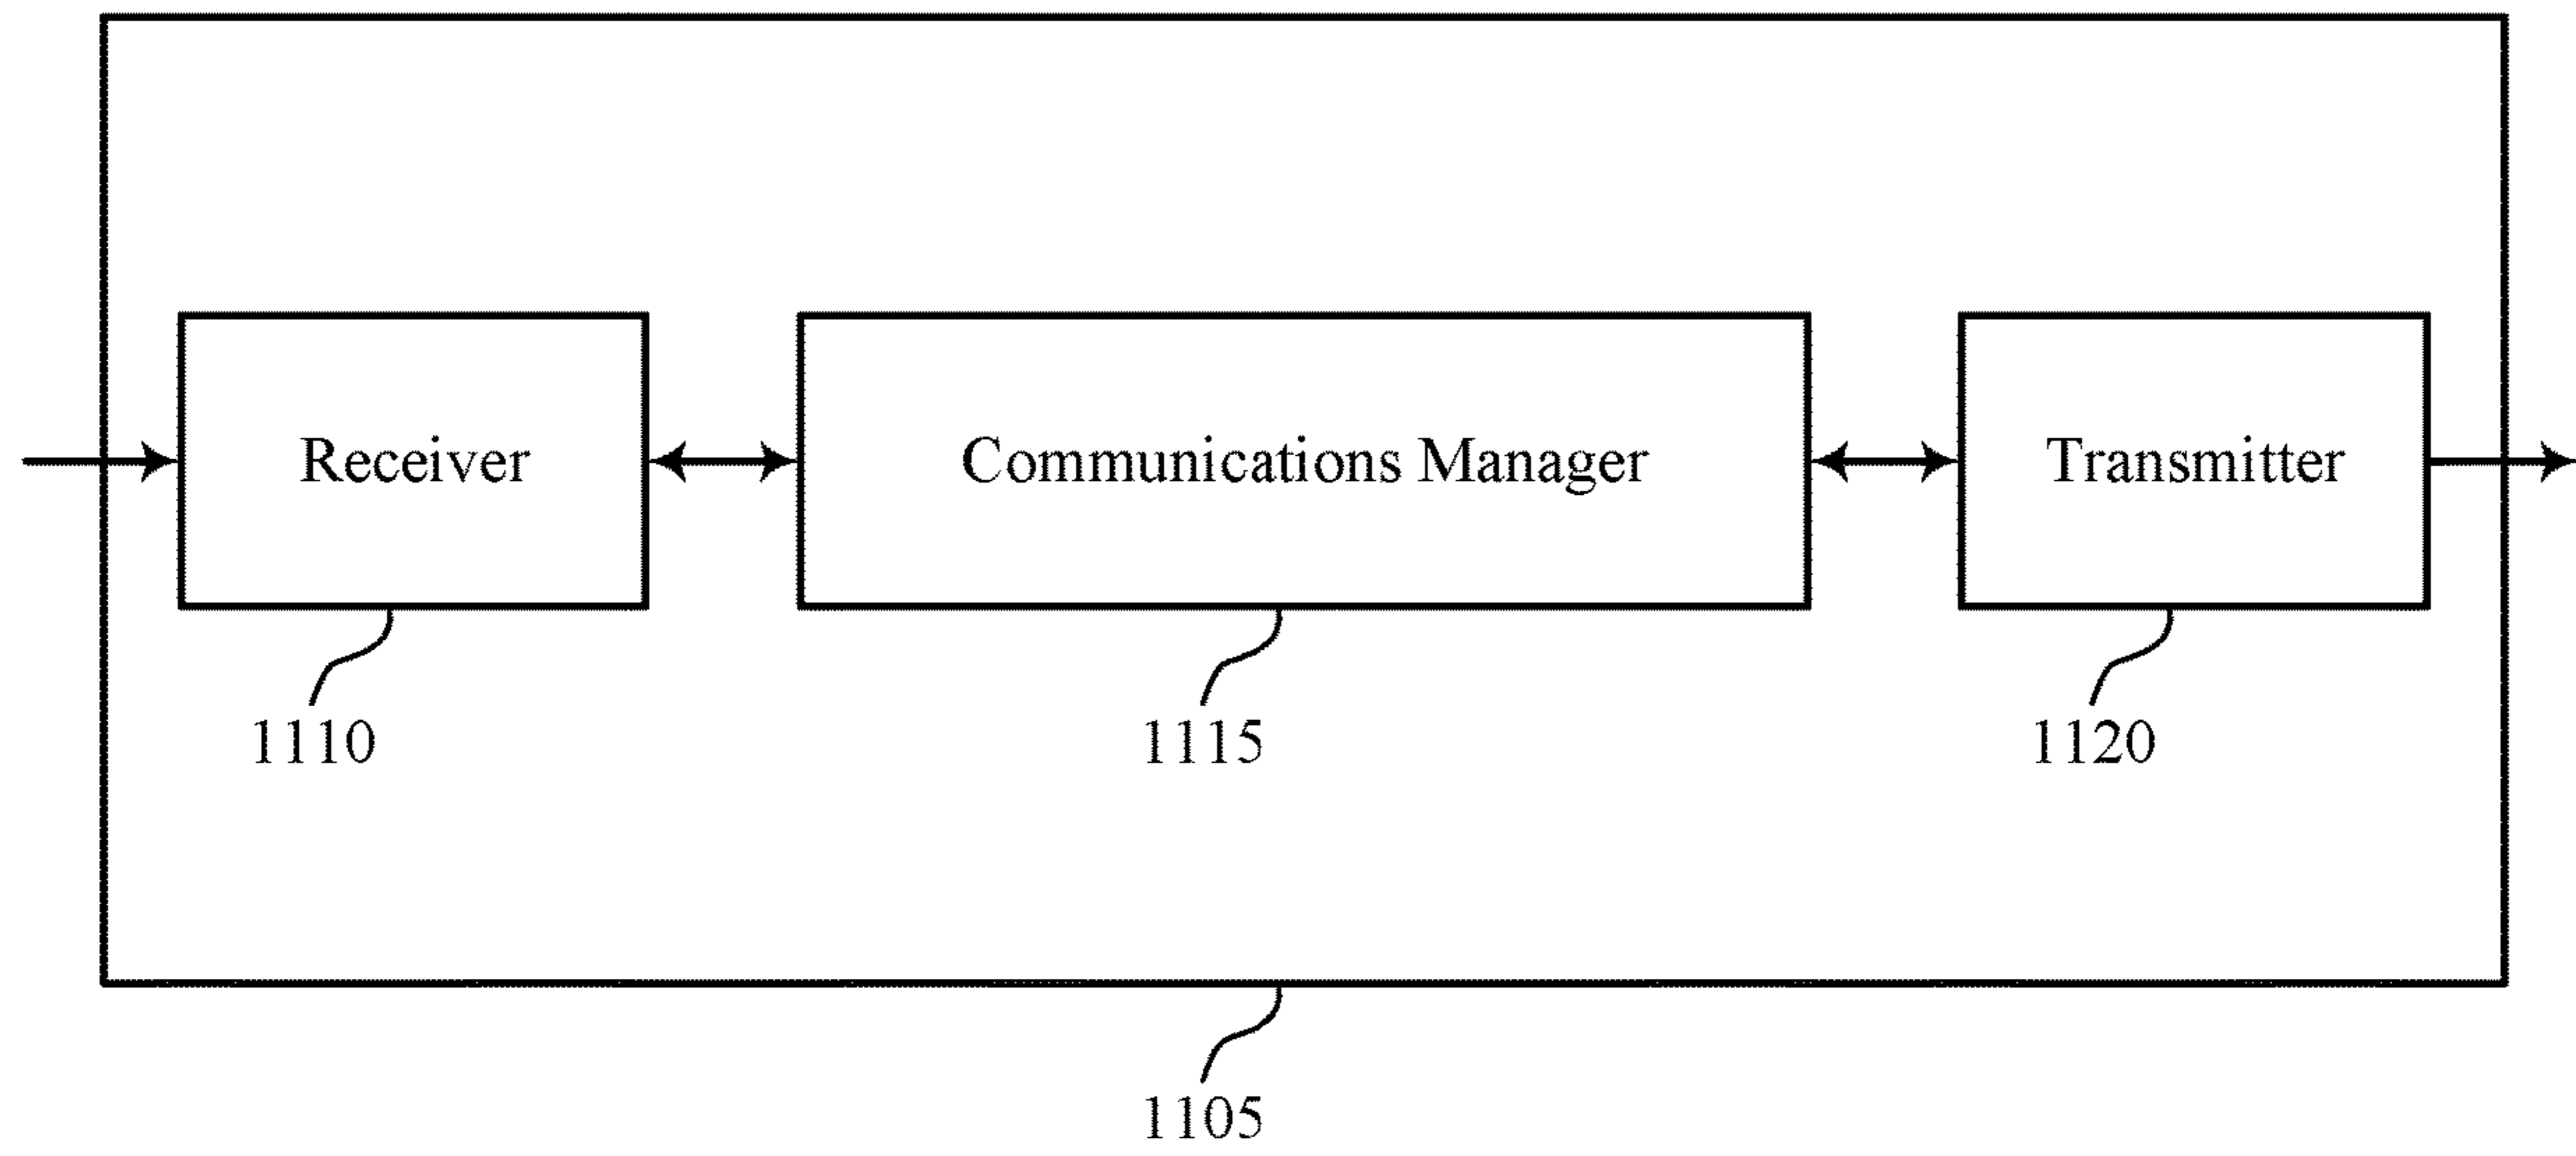 Receiver
Communications Manager
Transmitter
1110
1115
1120
1105